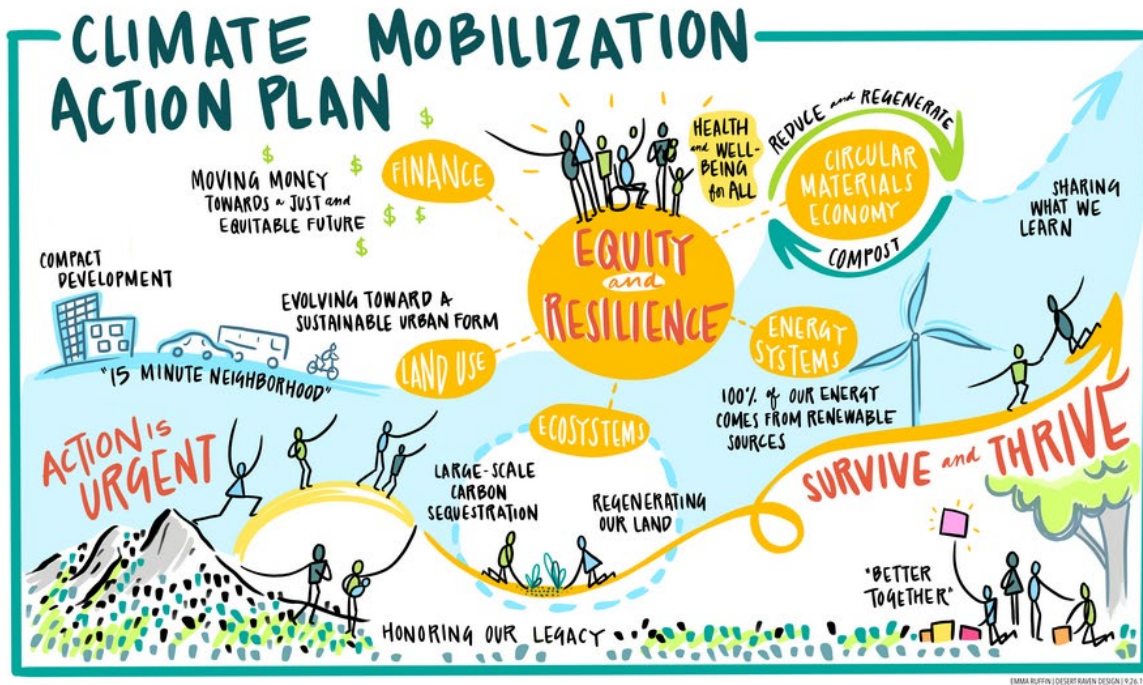 CLIMATE MOBILIZATION
ACTION PLAN
FINANCE
MOVING MONEY
TOWARDS a JUST and
EQUITABLE FUTURE
$
$
$
$
$
$
HEALTH
and WELL-
BEING
for ALL
REDUCE and REGENERATE
CIRCULAR
MATERIALS
ECONOMY
COMPOST
SHARING
WHAT WE
LEARN
EQUITY
and
RESILIENCE
COMPACT
DEVELOPMENT
EVOLVING TOWARD A
SUSTAINABLE URBAN FORM
LAND USE
"15 MINUTE NEIGHBORHOOD"
ENERGY
SYSTEMS
100% of OUR ENERGY
COMES FROM RENEWABLE
SOURCES
ECOSYSTEMS
LARGE-SCALE
CARBON
SEQUESTRATION
REGENERATING
OUR LAND
ACTION IS
URGENT
SURVIVE and THRIVE
"BETTER
TOGETHER"
HONORING OUR LEGACY
EMMA RUFFIN | DESERT RAVEN DESIGN | 9.26.1